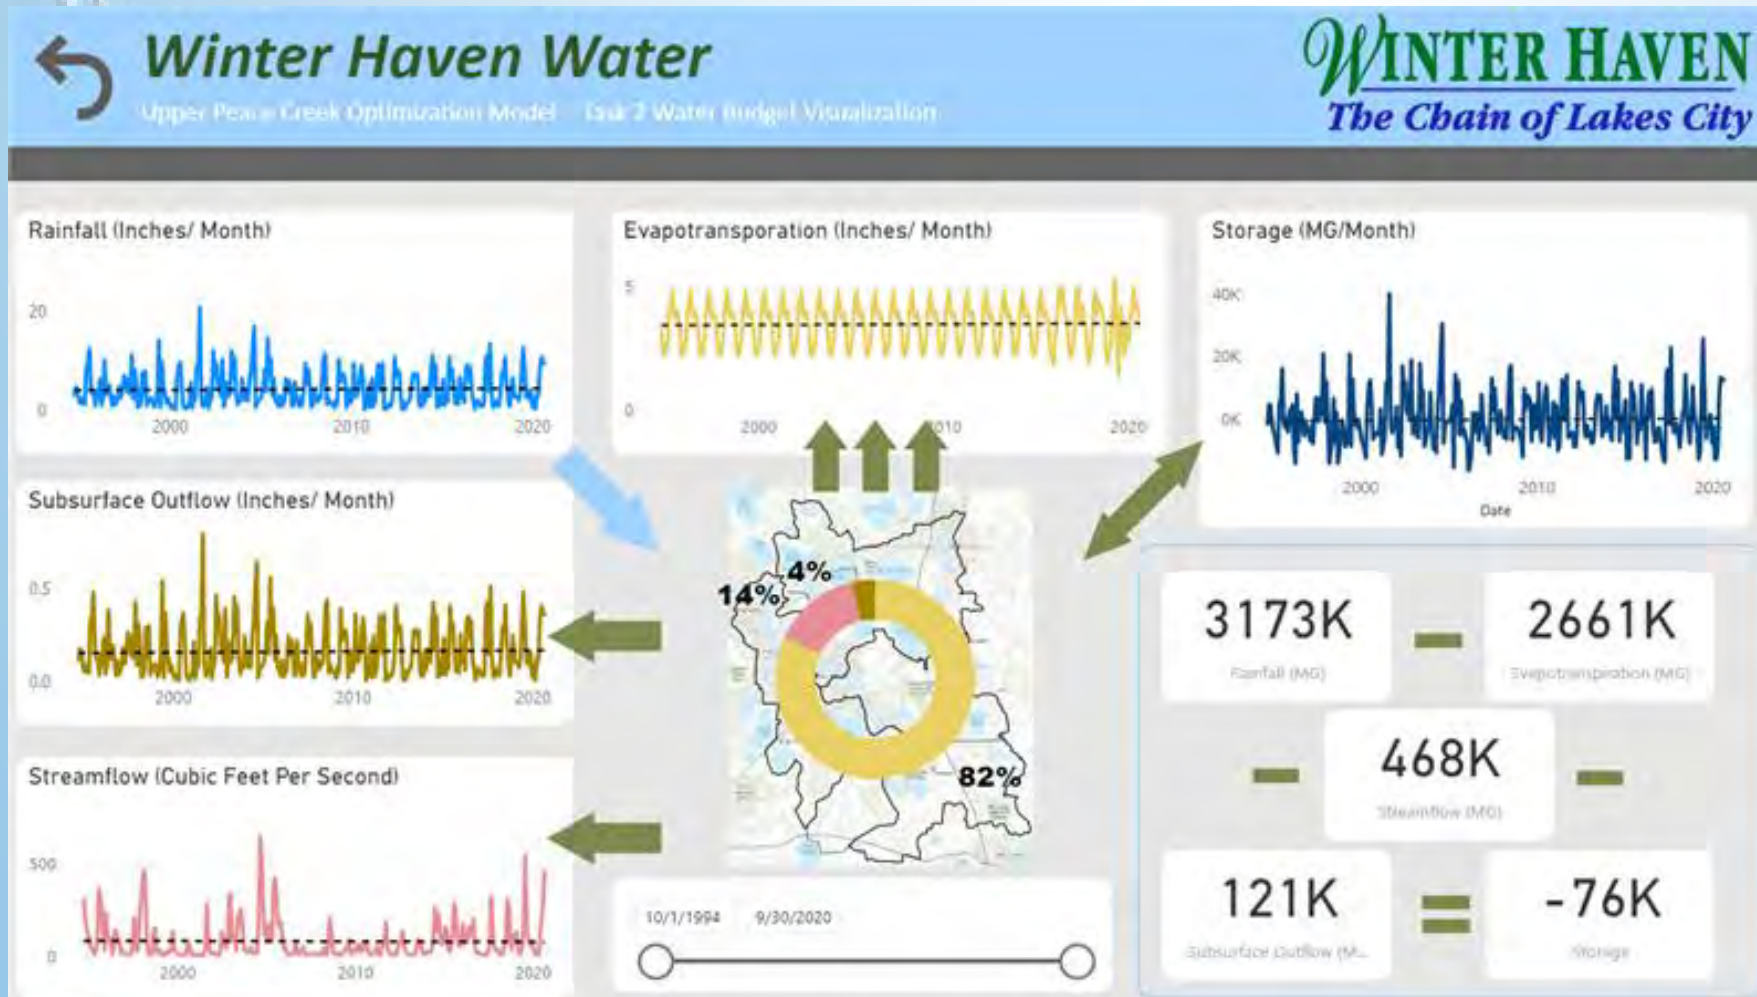 Winter Haven Water
Upper Peace Creek Optimization Model Task 2 Water Budget Visualization
WINTER HAVEN
The Chain of Lakes City
Rainfall (Inches/ Month)
20
0
2000 2010 2020
Evapotransporation (Inches/ Month)
5
0
2000 2010 2020
Storage (MG/Month)
40K
20K
0K
2000 2010 2020
Date
Subsurface Outflow (Inches/ Month)
0.5
0.0
2000 2010 2020
4%
14%
82%
Streamflow (Cubic Feet Per Second)
500
0
2000 2010 2020
10/1/1994 9/30/2020
3173K
Rainfall (MG)
2661K
Evapotranspiration (MG)
468K
Streamflow (MG)
121K
Subsurface Outflow (M...
-76K
Storage